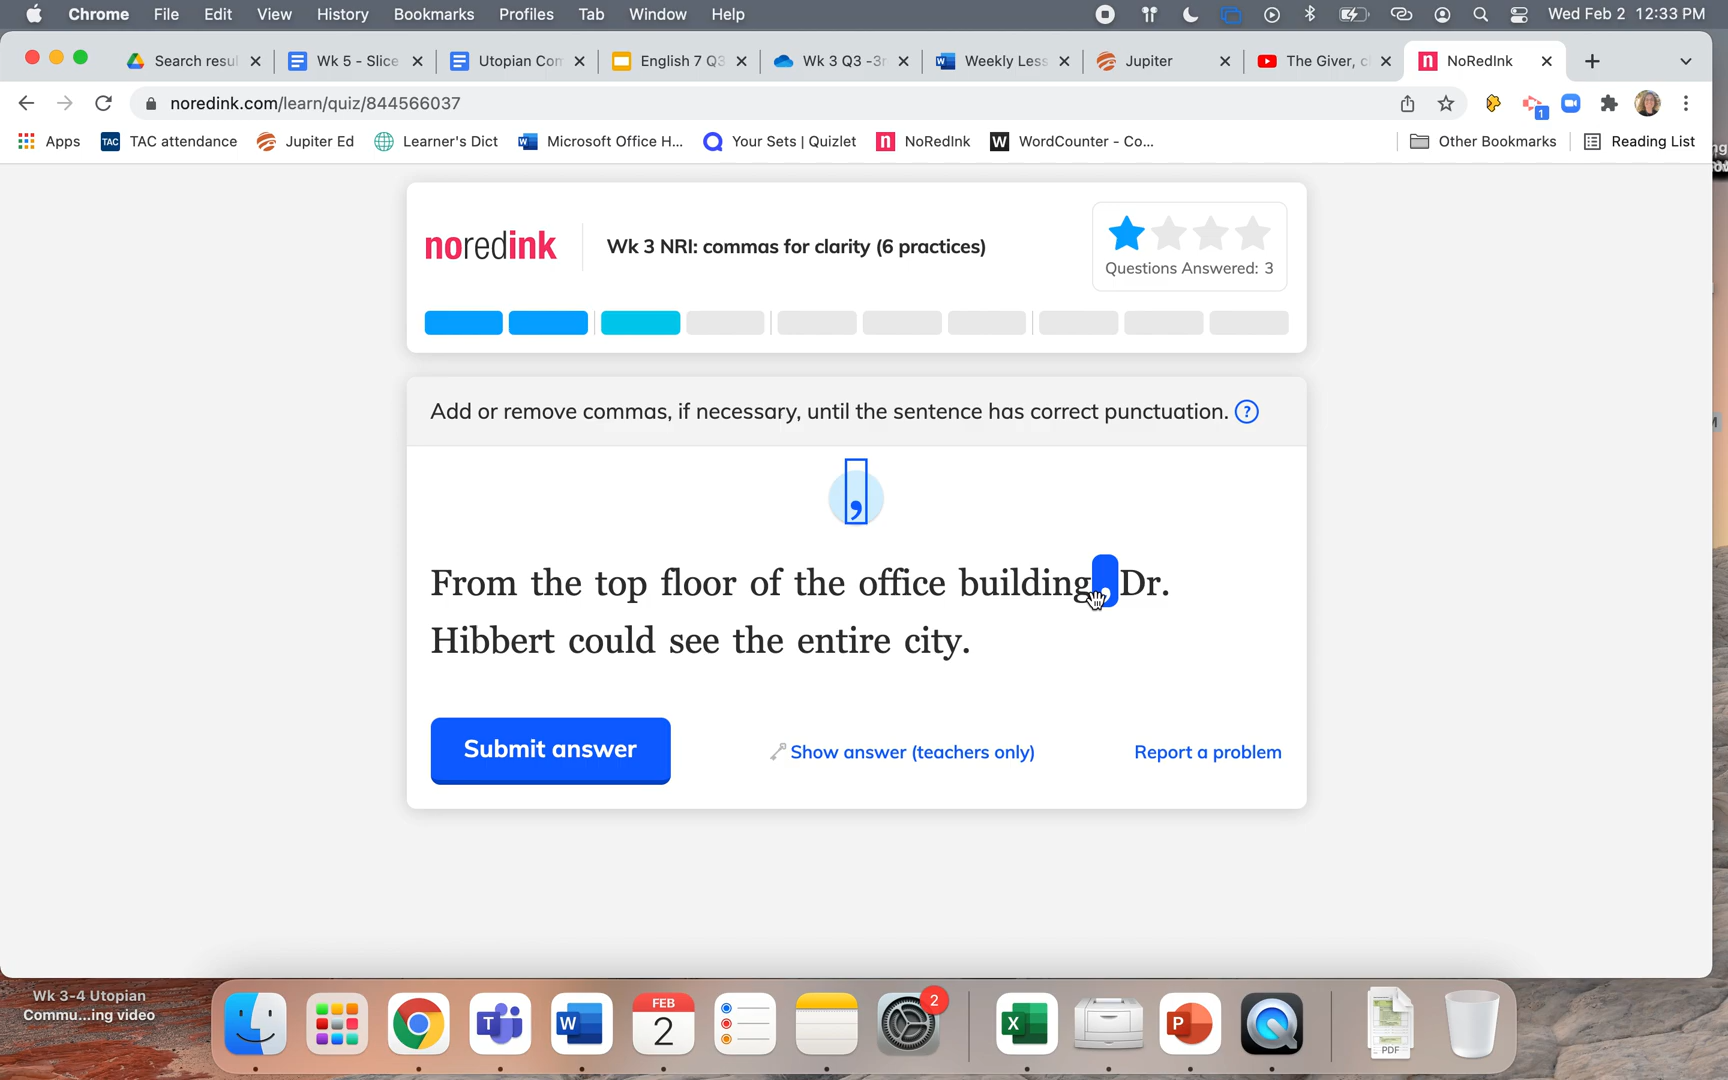 Chrome File Edit View History Bookmarks Profiles Tab Window Help Wed Feb 2 12:33 PM
Search resul Wk 5 - Slice Utopian Com English 7 Q3 Wk 3 Q3 -3r Weekly Less Jupiter The Giver, c NoRedInk
noredink.com/learn/quiz/844566037
1
Apps TAC TAC attendance Jupiter Ed Learner's Dict Microsoft Office H... Your Sets | Quizlet n NoRedInk W WordCounter - Co... Other Bookmarks Reading List
noredink Wk 3 NRI: commas for clarity (6 practices)
Questions Answered: 3
Add or remove commas, if necessary, until the sentence has correct punctuation. ?
,
From the top floor of the office building, Dr.
Hibbert could see the entire city.
Submit answer Show answer (teachers only) Report a problem
Wk 3-4 Utopian
Commu...ing video
FEB
2
2
PDF